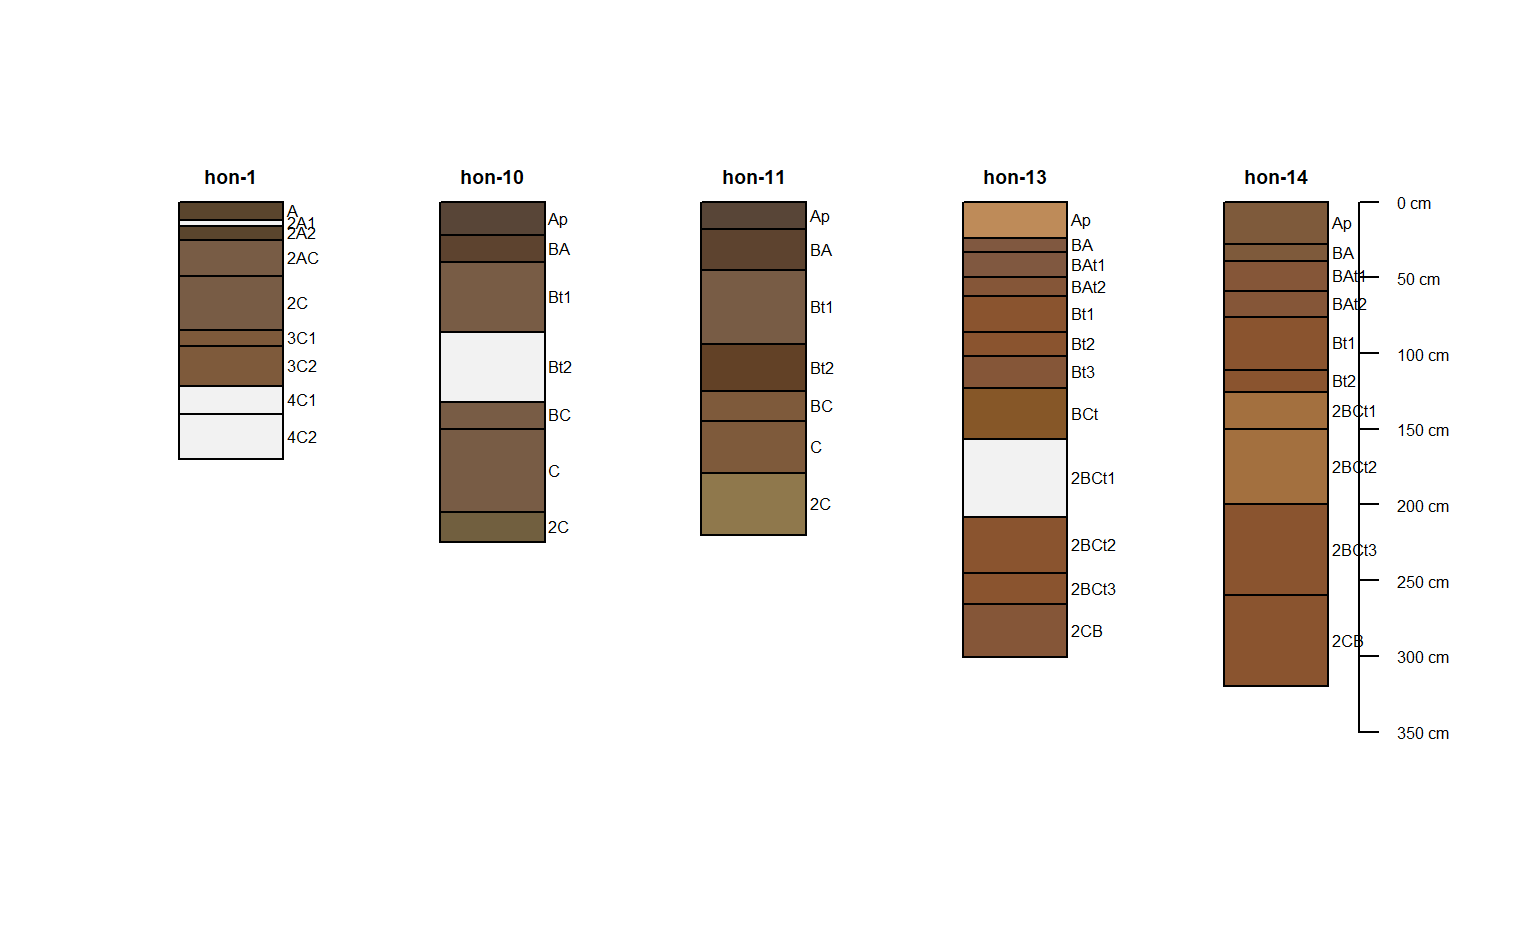 hon-1
A
2A1
2A2
2AC
2C
3C1
3C2
4C1
4C2
hon-10
Ap
BA
Bt1
Bt2
BC
C
2C
hon-11
Ap
BA
Bt1
Bt2
BC
C
2C
hon-13
Ap
BA
BAt1
BAt2
Bt1
Bt2
Bt3
BCt
2BCt1
2BCt2
2BCt3
2CB
hon-14
Ap
BA
BAt1
BAt2
Bt1
Bt2
2BCt1
2BCt2
2BCt3
2CB
0 cm
50 cm
100 cm
150 cm
200 cm
250 cm
300 cm
350 cm